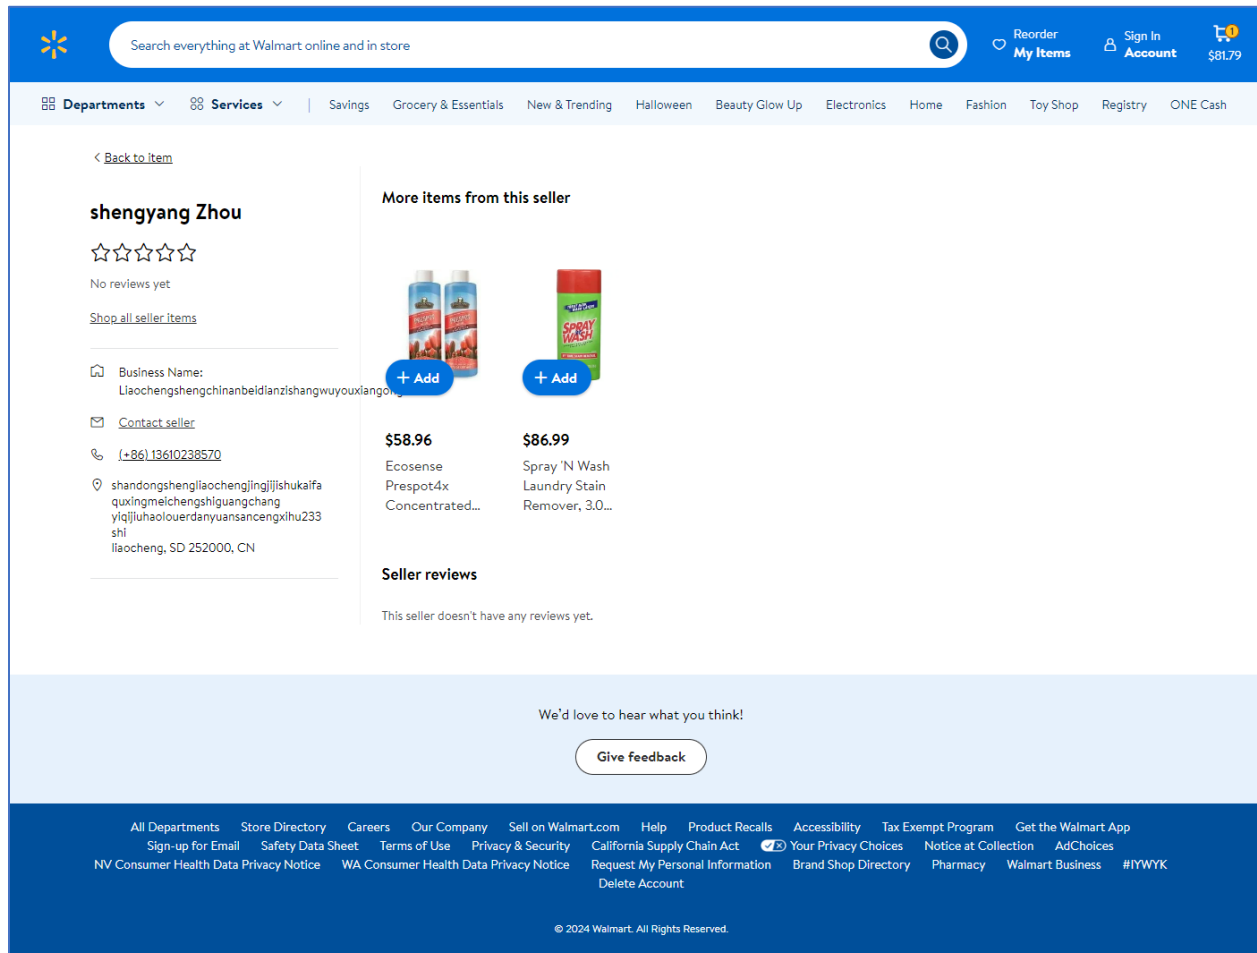 Search everything at Walmart online and in store
Reorder
My Items
Sign In
Account
1
$81.79
Departments Services | Savings Grocery & Essentials New & Trending Halloween Beauty Glow Up Electronics Home Fashion Toy Shop Registry ONE Cash
Back to item
shengyang Zhou
No reviews yet
Shop all seller items
Business Name:
Liaochengshengchinanbeidianzishangwuyouxiangong
Contact seller
(+86) 13610238570
shandongshengliaochengjingjijishukaifa
quxingmeichengshiguangchang
yiqijiuhaolouerdanyuansancengxihu233
shi
liaocheng, SD 252000, CN
More items from this seller
SPRAY
WASH
+ Add
+ Add
$58.96
Ecosense
Prespot4x
Concentrated...
$86.99
Spray 'N Wash
Laundry Stain
Remover, 3.0...
Seller reviews
This seller doesn't have any reviews yet.
We'd love to hear what you think!
Give feedback
All Departments Store Directory Careers Our Company Sell on Walmart.com Help Product Recalls Accessibility Tax Exempt Program Get the Walmart App
Sign-up for Email Safety Data Sheet Terms of Use Privacy & Security California Supply Chain Act Your Privacy Choices Notice at Collection AdChoices
NV Consumer Health Data Privacy Notice WA Consumer Health Data Privacy Notice Request My Personal Information Brand Shop Directory Pharmacy Walmart Business #IYWYK
Delete Account
© 2024 Walmart. All Rights Reserved.